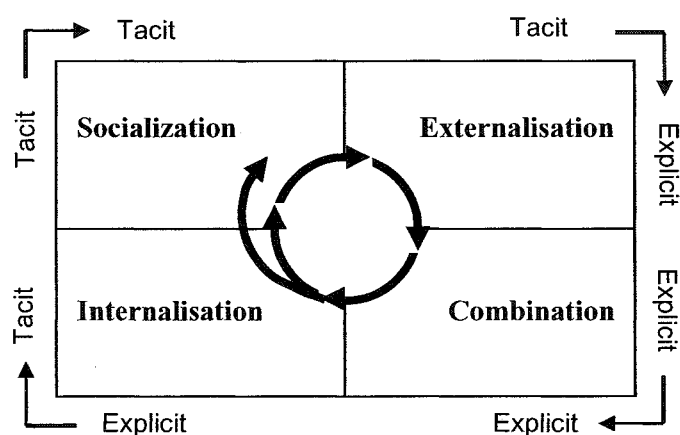 Tacit Tacit
Tacit Socialization Externalisation Explicit
Tacit Internalisation Combination Explicit
Explicit Explicit